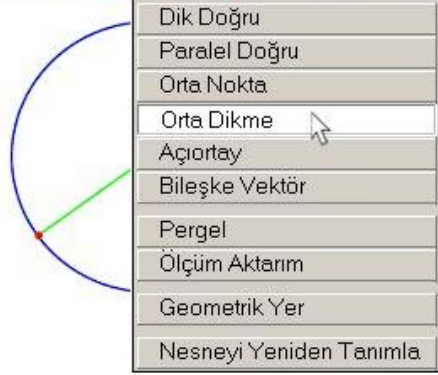 Dik Doğru
Paralel Doğru
Orta Nokta
Orta Dikme
Açıortay
Bileşke Vektör
Pergel
Ölçüm Aktarım
Geometrik Yer
Nesneyi Yeniden Tanımla